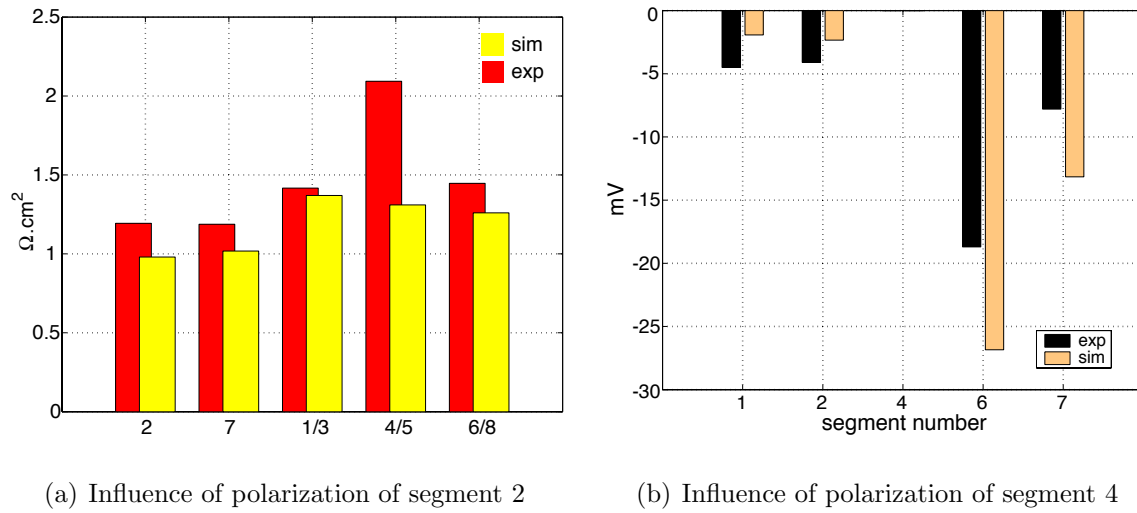 2.5
2
1.5
1
0.5
0
Ω.cm²
sim
exp
2 7 1/3 4/5 6/8
(a) Influence of polarization of segment 2
0
-5
-10
-15
-20
-25
-30
mV
exp
sim
1 2 4 6 7
segment number
(b) Influence of polarization of segment 4